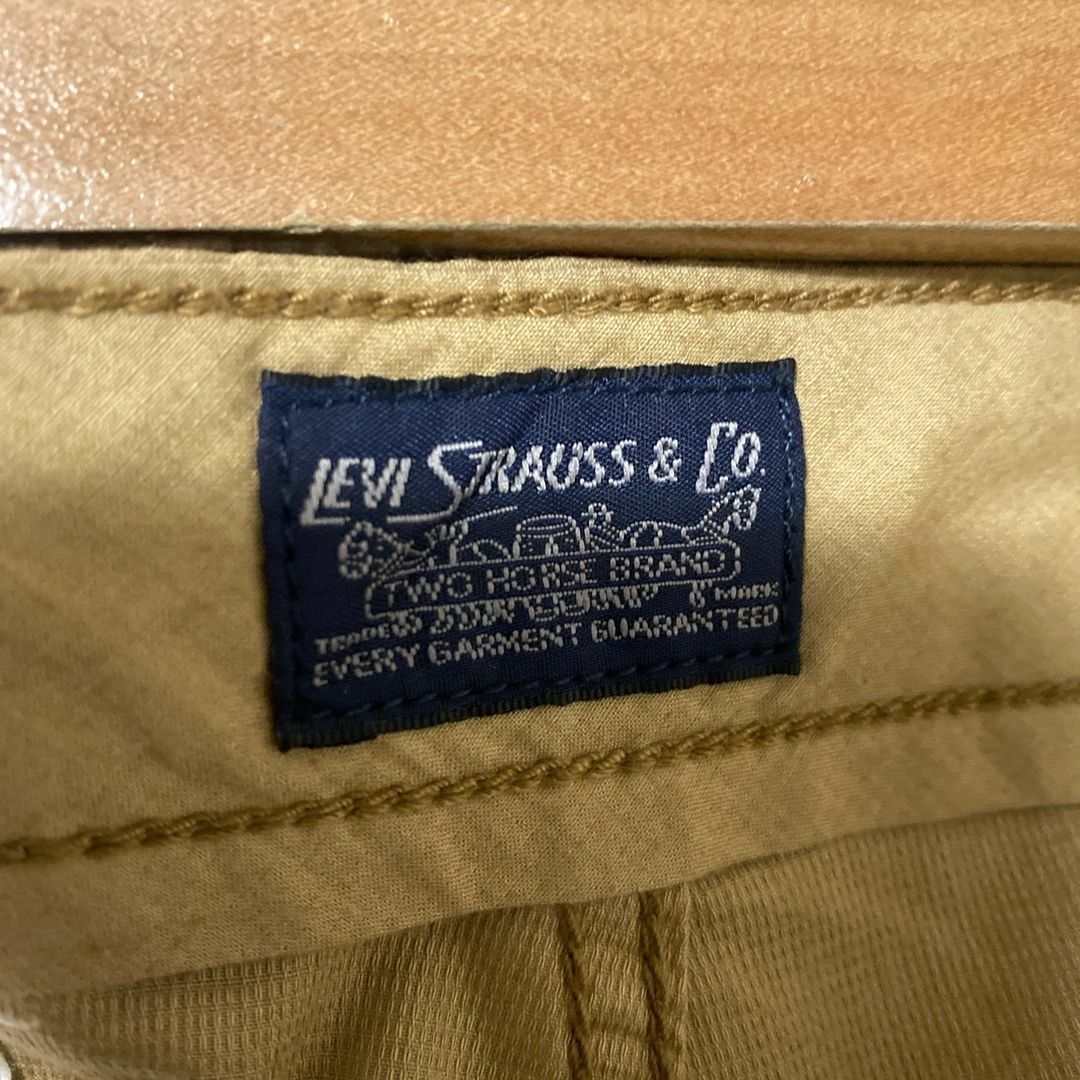 LEVI STRAUSS & CO.
TWO HORSE BRAND
TRADE MARK
EVERY GARMENT GUARANTEED